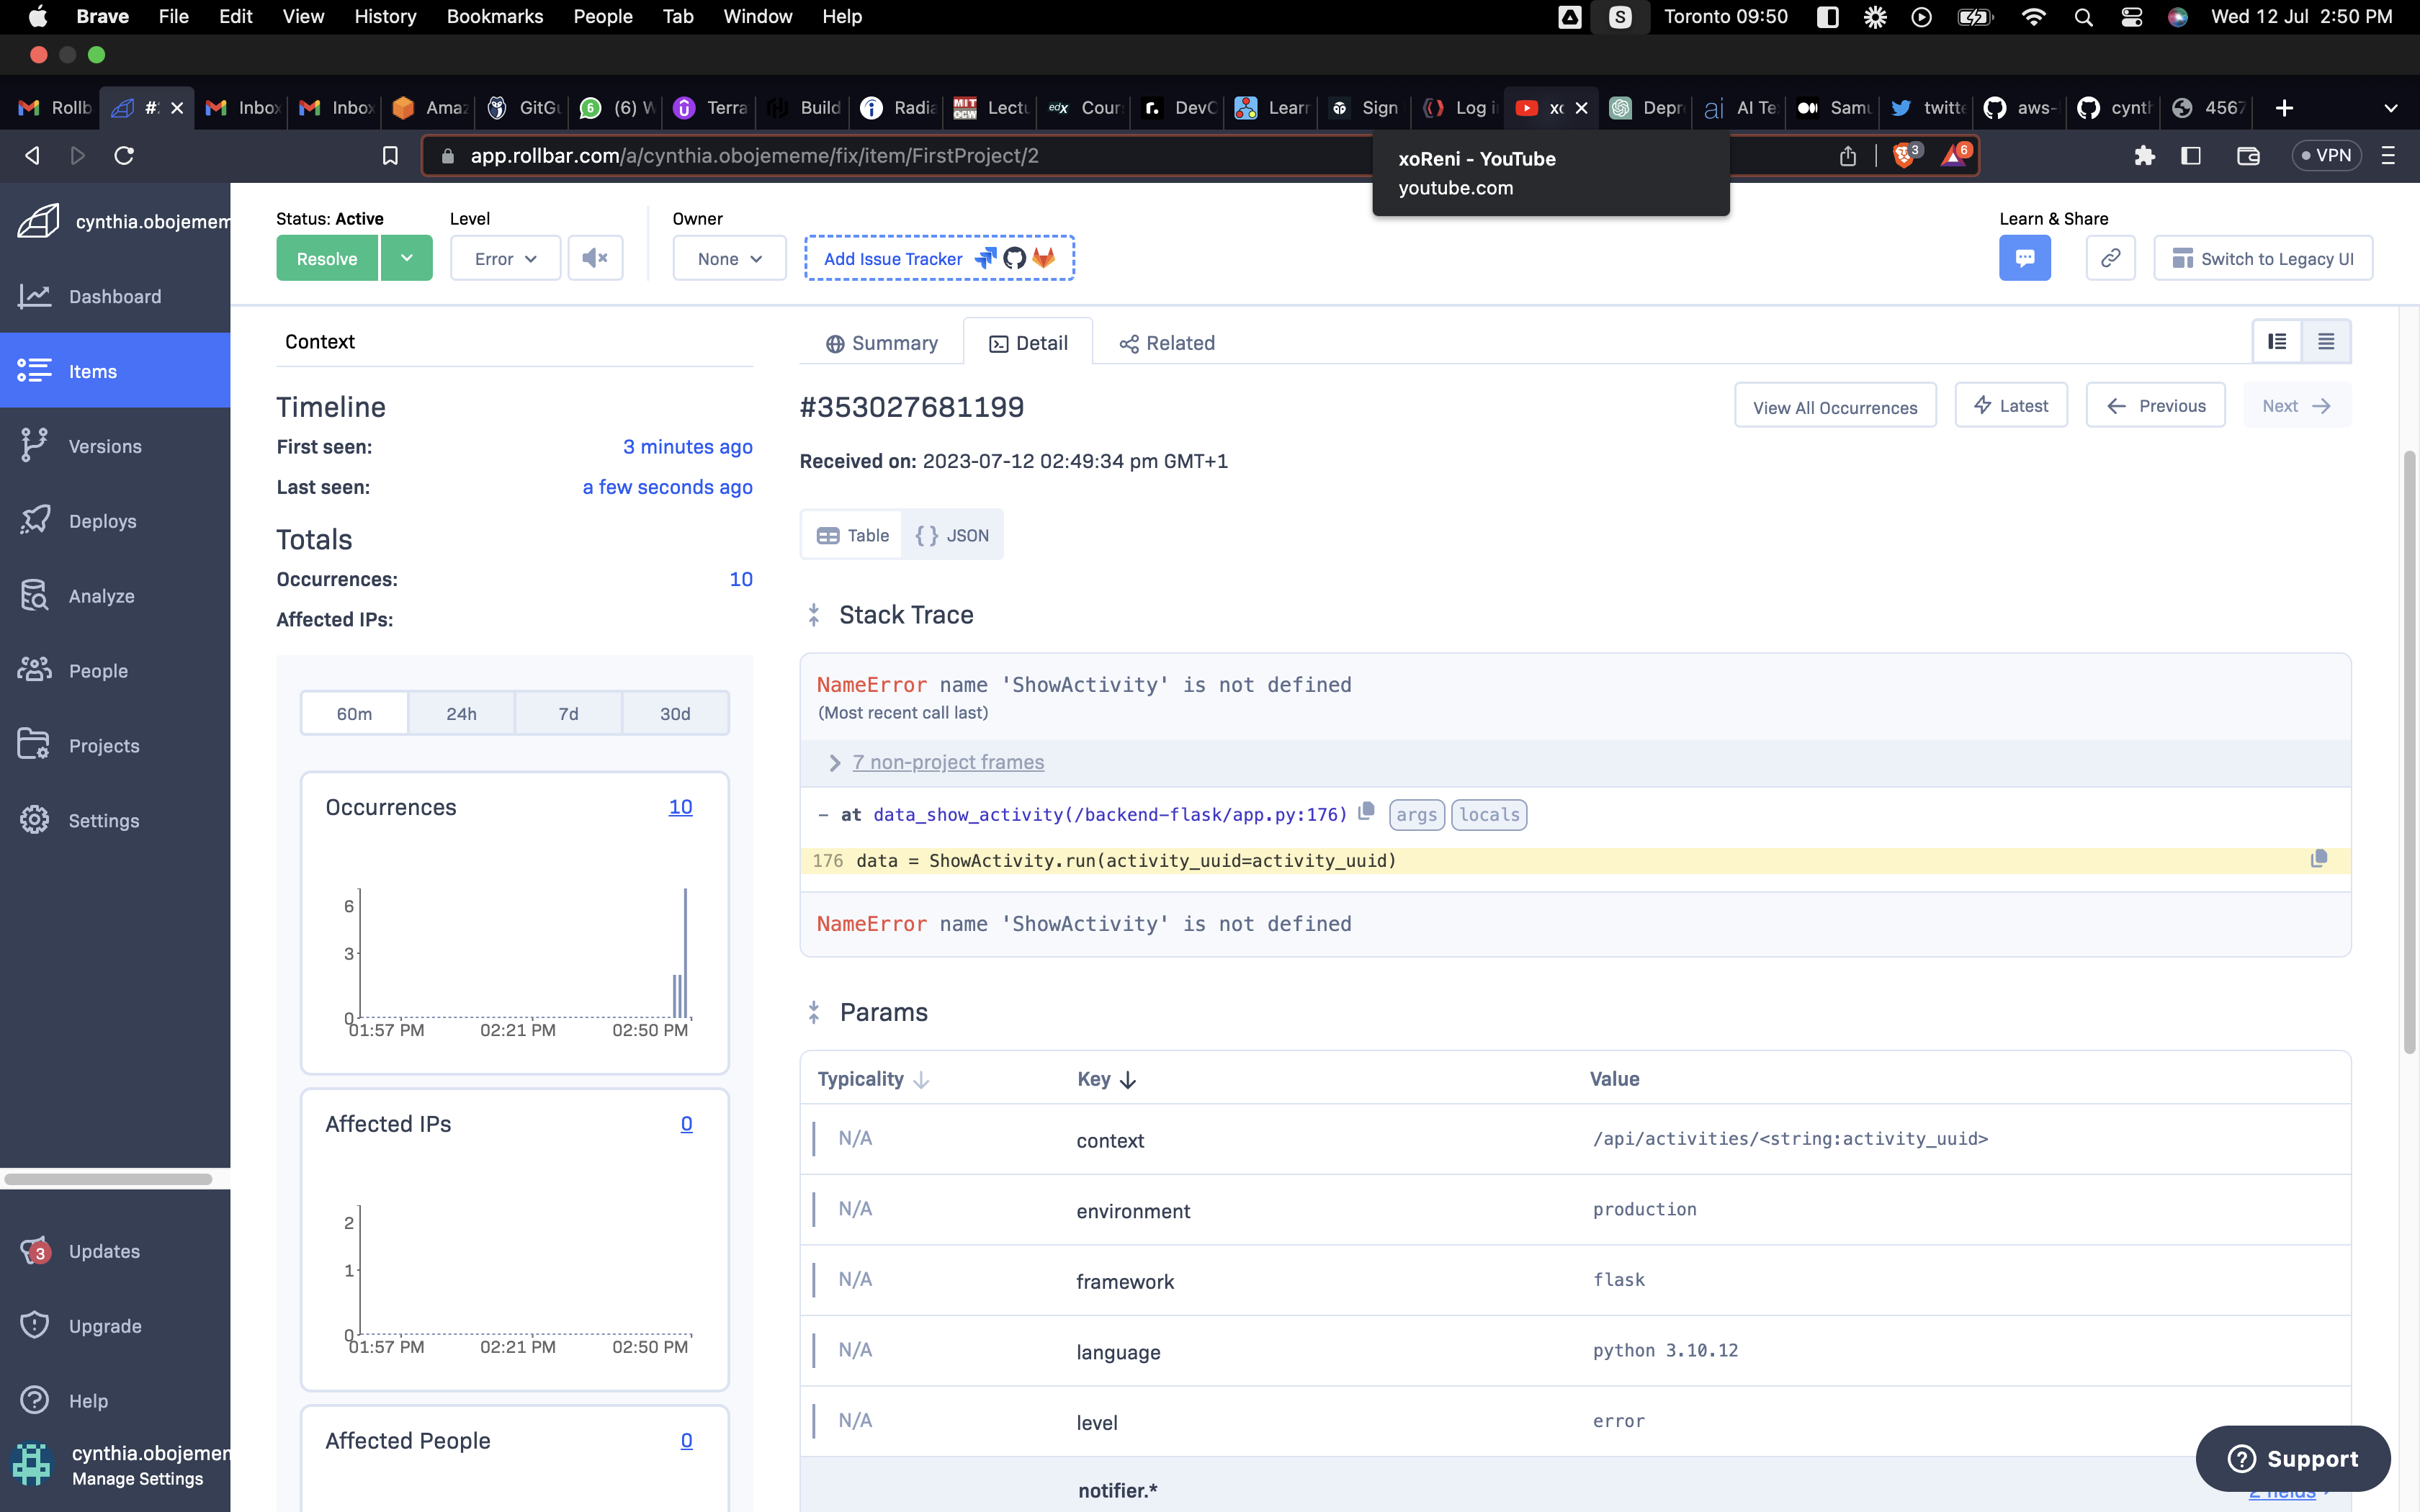 Brave File Edit View History Bookmarks People Tab Window Help
S Toronto 09:50 Wed 12 Jul 2:50 PM
Rollb #: Inbox Inbox Amaz GitGu (6) W Terra Build Radia Lectu Cour DevO Learn Sign Log i xo Depr AI Te Samu twitte aws- cynth 4567
app.rollbar.com/a/cynthia.obojememe/fix/item/FirstProject/2
3 6 VPN
xoReni - YouTube
youtube.com
cynthia.obojemem
Dashboard
Items
Versions
Deploys
Analyze
People
Projects
Settings
3 Updates
Upgrade
Help
cynthia.obojemen
Manage Settings
Status: Active
Level
Owner
Learn & Share
Resolve
Error
None
Add Issue Tracker
Switch to Legacy UI
Context
Timeline
First seen: 3 minutes ago
Last seen: a few seconds ago
Totals
Occurrences: 10
Affected IPs:
60m 24h 7d 30d
Occurrences 10
6
3
0
01:57 PM 02:21 PM 02:50 PM
Affected IPs 0
2
1
0
01:57 PM 02:21 PM 02:50 PM
Affected People 0
Summary Detail Related
#353027681199
View All Occurrences Latest Previous Next
Received on: 2023-07-12 02:49:34 pm GMT+1
Table {} JSON
Stack Trace
NameError name 'ShowActivity' is not defined
(Most recent call last)
7 non-project frames
– at data_show_activity(/backend-flask/app.py:176) args locals
176 data = ShowActivity.run(activity_uuid=activity_uuid)
NameError name 'ShowActivity' is not defined
Params
Typicality Key Value
N/A context /api/activities/<string:activity_uuid>
N/A environment production
N/A framework flask
N/A language python 3.10.12
N/A level error
notifier.*
Support